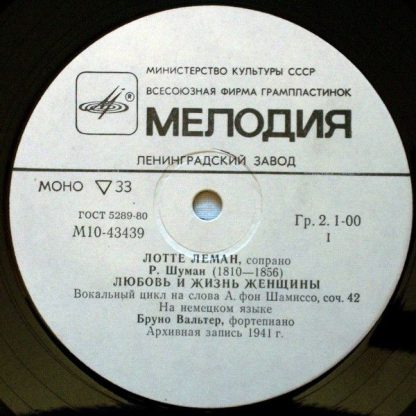 МИНИСТЕРСТВО КУЛЬТУРЫ СССР
ВСЕСОЮЗНАЯ ФИРМА ГРАМПЛАСТИНОК
® МЕЛОДИЯ
ЛЕНИНГРАДСКИЙ ЗАВОД
МОНО ▽ 33
ГОСТ 5289-80
М10-43439
Гр. 2. 1-00
I
ЛОТТЕ ЛЕМАН, сопрано
Р. Шуман (1810—1856)
ЛЮБОВЬ И ЖИЗНЬ ЖЕНЩИНЫ
Вокальный цикл на слова А. фон Шамиссо, соч. 42
На немецком языке
Бруно Вальтер, фортепиано
Архивная запись 1941 г.